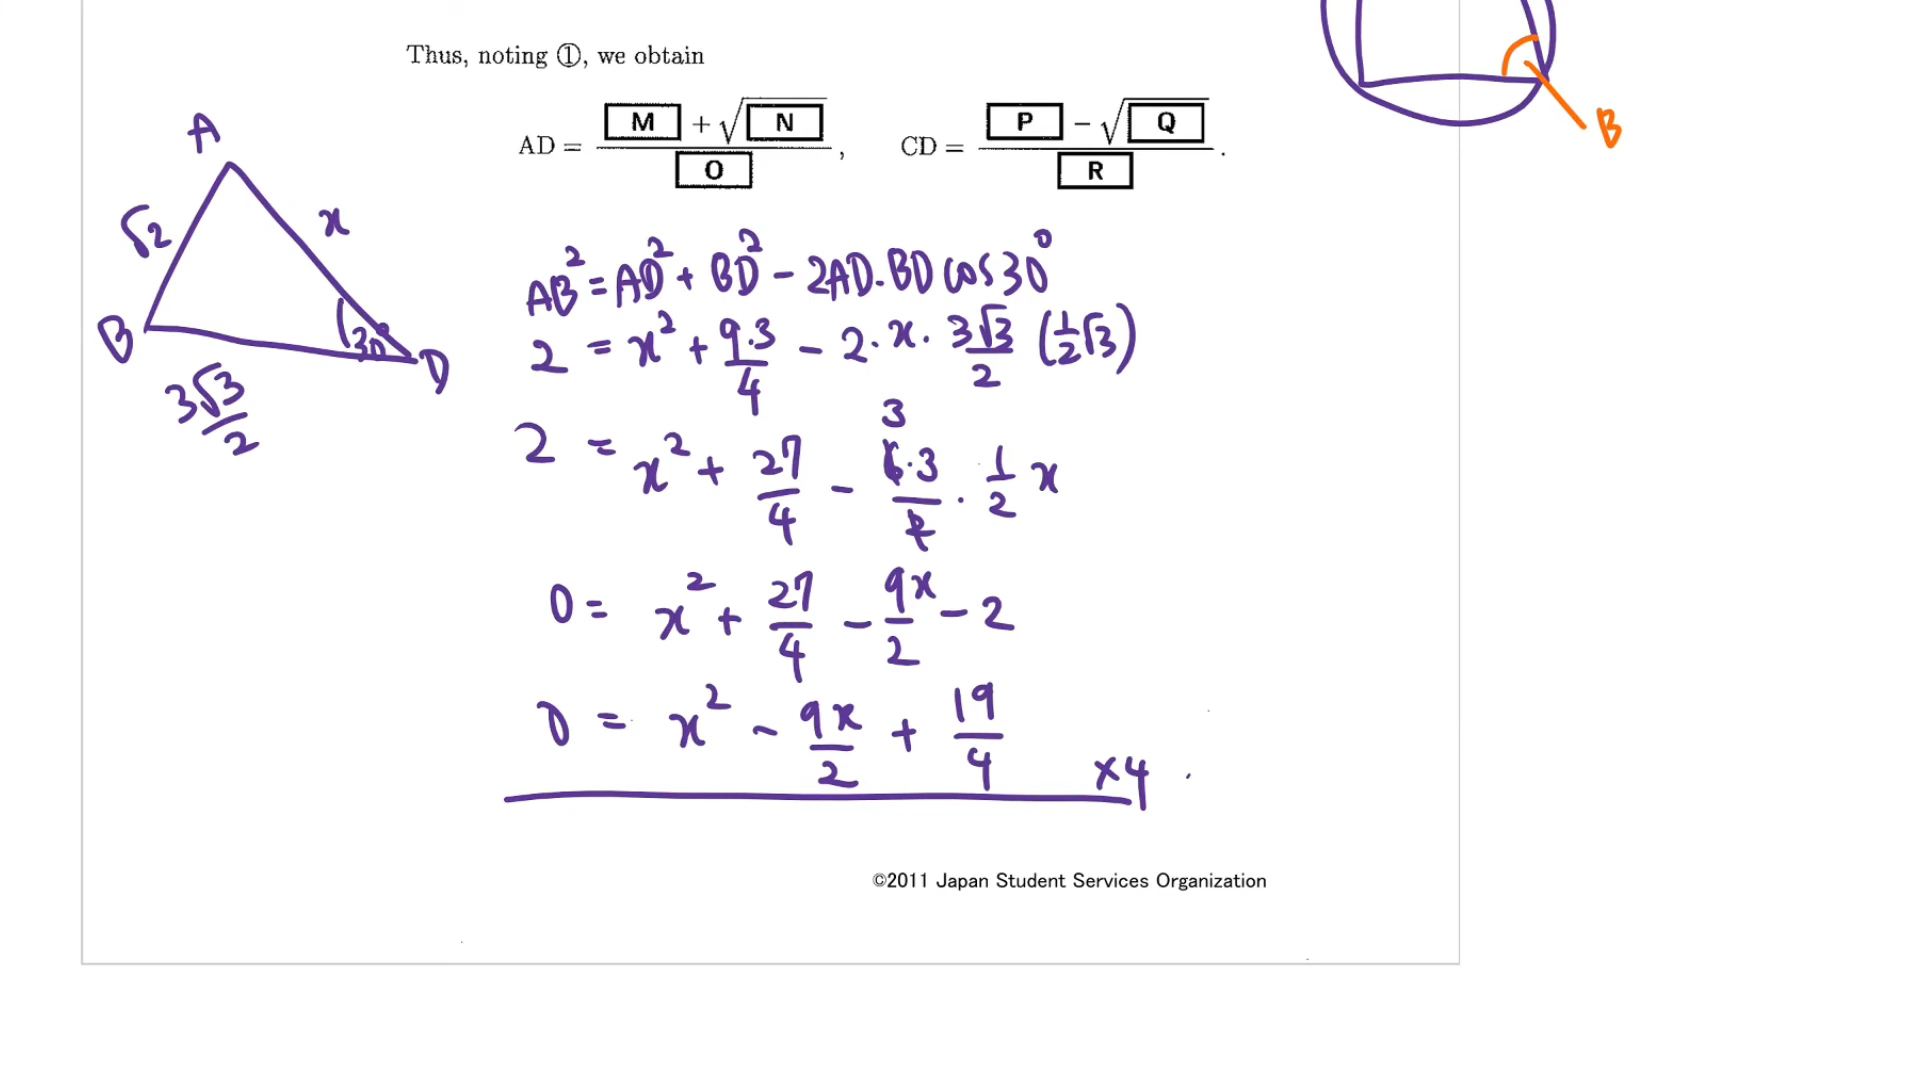 Thus, noting ①, we obtain
AD = (M + √N) / O , CD = (P − √Q) / R .
B
A
√2
x
B
30
D
3√3/2
AB² = AD² + BD² − 2AD.BD cos 30°
2 = x² + 9.3/4 − 2.x. 3√3/2 (1/2 √3)
3
2 = x² + 27/4 − 6.3/2 . 1/2 x
0 = x² + 27/4 − 9x/2 − 2
0 = x² − 9x/2 + 19/4
×4
©2011 Japan Student Services Organization